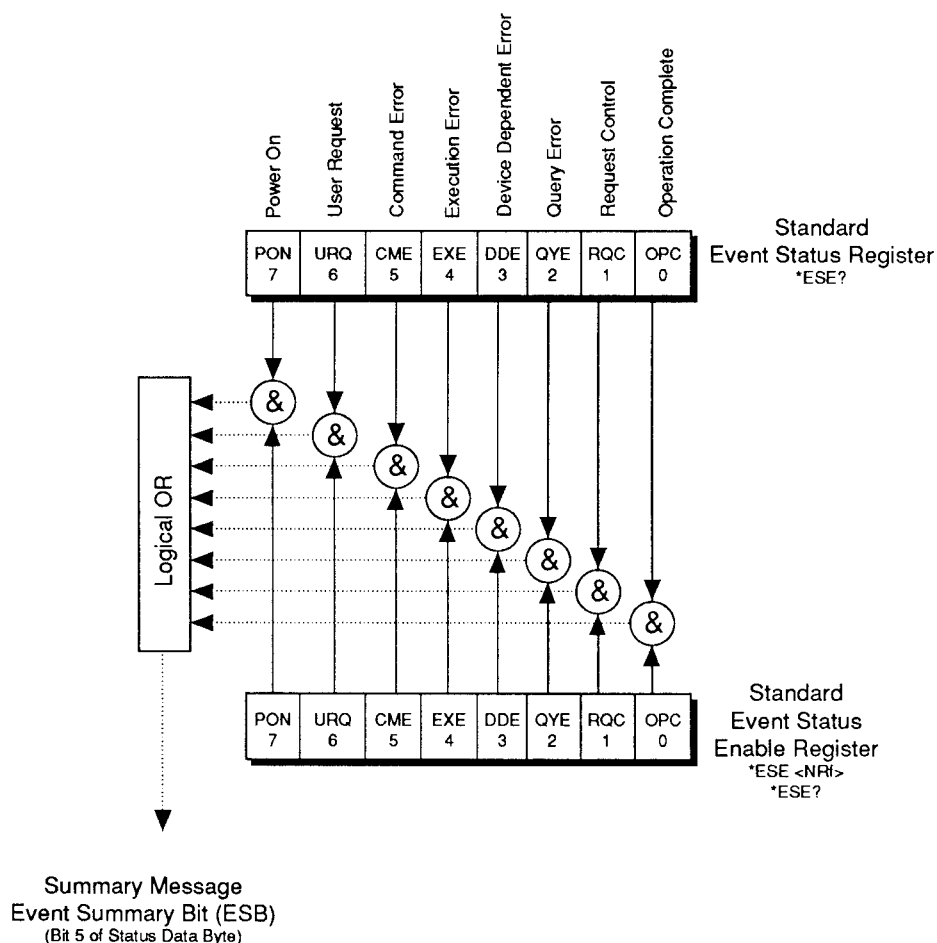 Power On
User Request
Command Error
Execution Error
Device Dependent Error
Query Error
Request Control
Operation Complete
PON URQ CME EXE DDE QYE RQC OPC
7 6 5 4 3 2 1 0
Standard
Event Status Register
*ESE?
&
&
&
&
&
&
&
&
Logical OR
PON URQ CME EXE DDE QYE RQC OPC
7 6 5 4 3 2 1 0
Standard
Event Status
Enable Register
*ESE <NRf>
*ESE?
Summary Message
Event Summary Bit (ESB)
(Bit 5 of Status Data Byte)